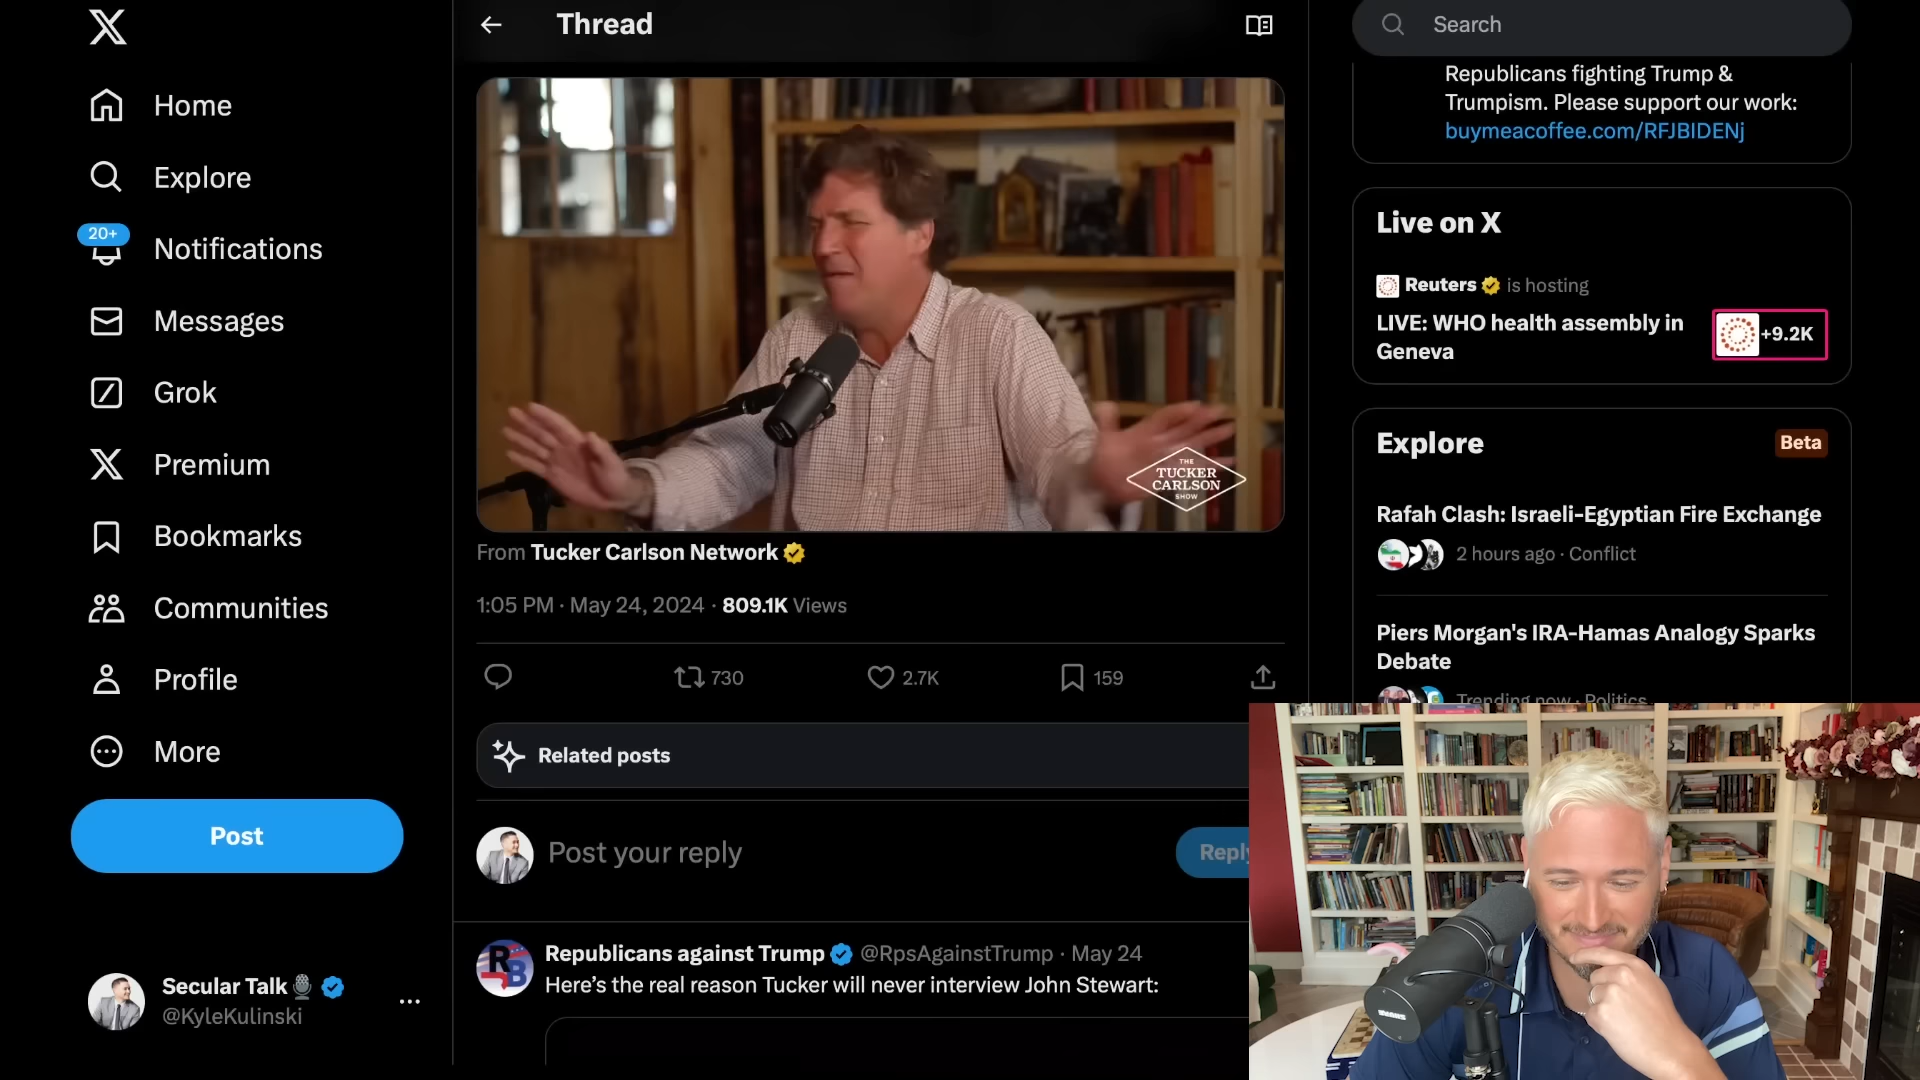 Home
Explore
20+
Notifications
Messages
Grok
Premium
Bookmarks
Communities
Profile
More
Post
Secular Talk
@KyleKulinski
Thread
THE
TUCKER
CARLSON
SHOW
From Tucker Carlson Network
1:05 PM · May 24, 2024 · 809.1K Views
730
2.7K
159
Related posts
Post your reply
Reply
Republicans against Trump @RpsAgainstTrump · May 24
Here's the real reason Tucker will never interview John Stewart:
Search
Republicans fighting Trump &
Trumpism. Please support our work:
buymeacoffee.com/RFJBIDENj
Live on X
Reuters is hosting
LIVE: WHO health assembly in
Geneva
+9.2K
Explore
Beta
Rafah Clash: Israeli-Egyptian Fire Exchange
2 hours ago · Conflict
Piers Morgan's IRA-Hamas Analogy Sparks
Debate
Trending now · Politics